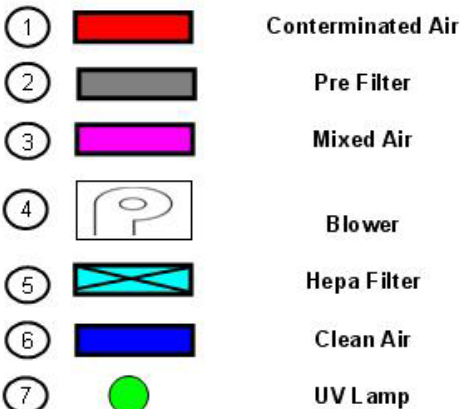 1 Conterminated Air
2 Pre Filter
3 Mixed Air
4 Blower
5 Hepa Filter
6 Clean Air
7 UV Lamp